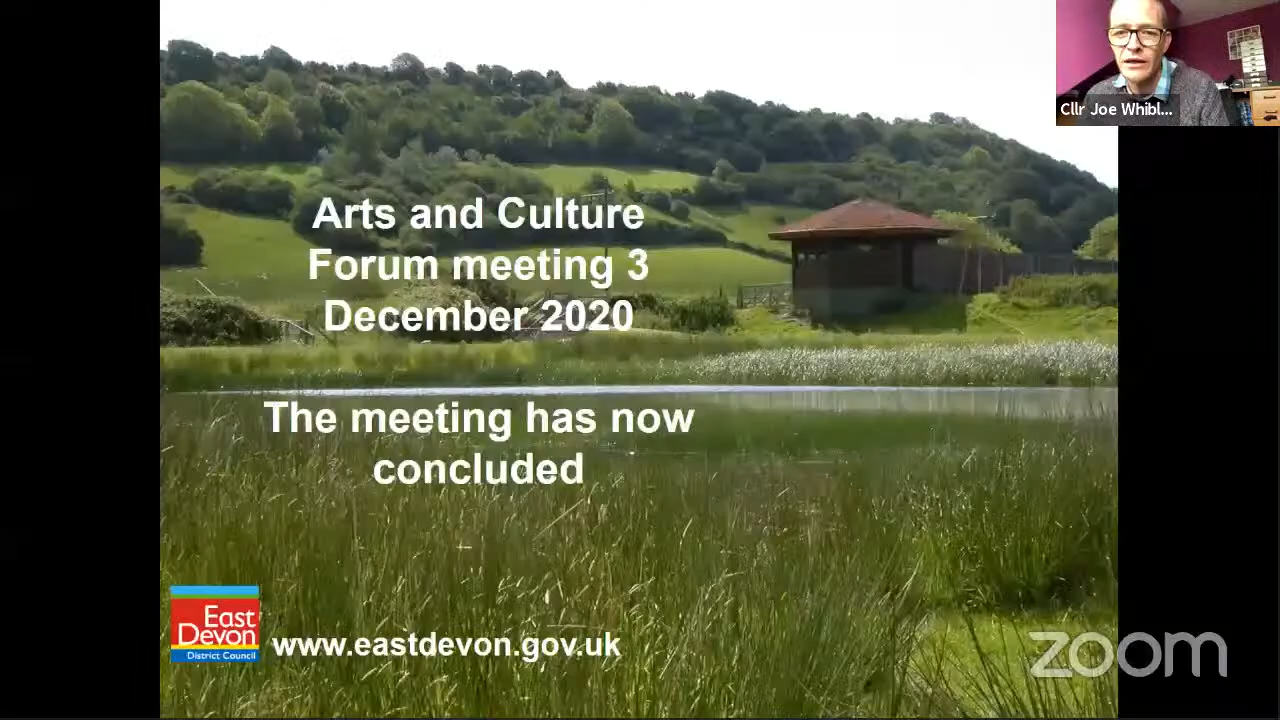 Cllr Joe Whibl...
Arts and Culture
Forum meeting 3
December 2020
The meeting has now
concluded
East
Devon
District Council
www.eastdevon.gov.uk
zoom